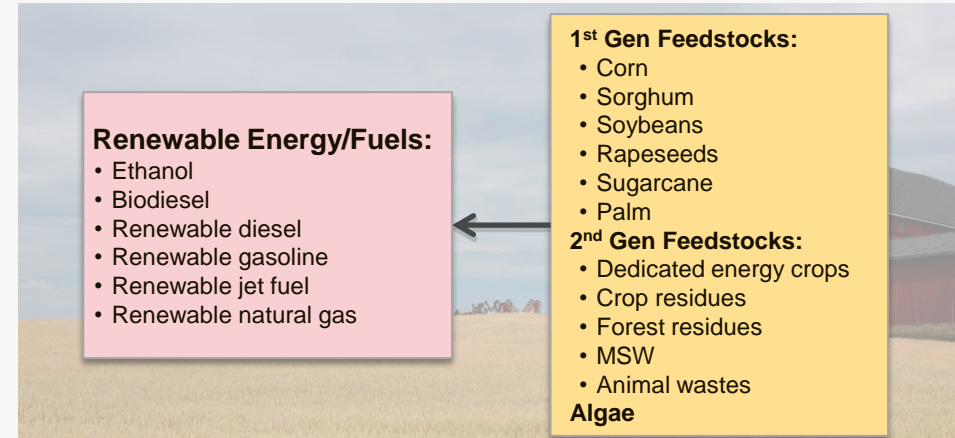 Renewable Energy/Fuels:
• Ethanol
• Biodiesel
• Renewable diesel
• Renewable gasoline
• Renewable jet fuel
• Renewable natural gas
1st Gen Feedstocks:
• Corn
• Sorghum
• Soybeans
• Rapeseeds
• Sugarcane
• Palm
2nd Gen Feedstocks:
• Dedicated energy crops
• Crop residues
• Forest residues
• MSW
• Animal wastes
Algae